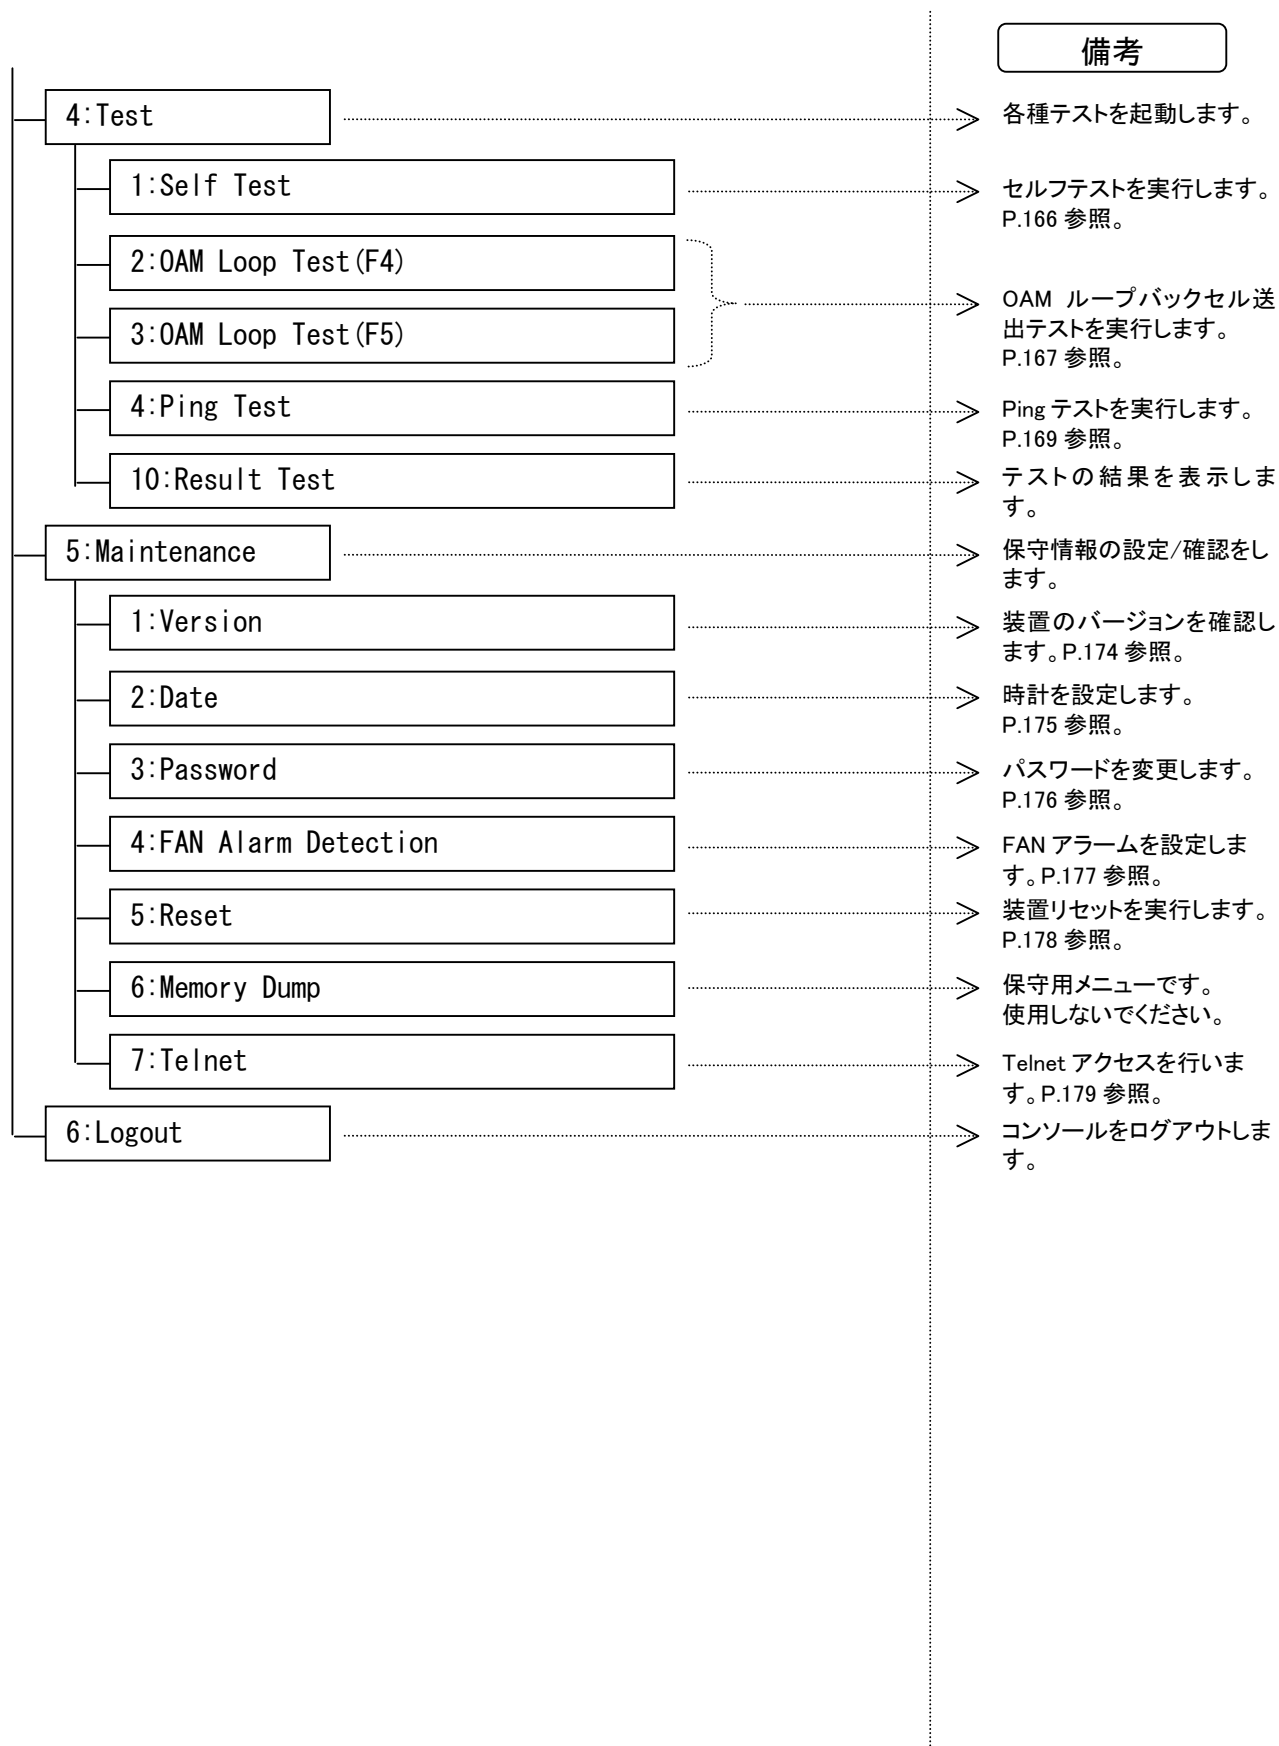 備考
4:Test
各種テストを起動します。
1:Self Test
セルフテストを実行します。
P.166 参照。
2:OAM Loop Test(F4)
3:OAM Loop Test(F5)
OAM ループバックセル送
出テストを実行します。
P.167 参照。
4:Ping Test
Ping テストを実行します。
P.169 参照。
10:Result Test
テストの結果を表示しま
す。
5:Maintenance
保守情報の設定/確認をし
ます。
1:Version
装置のバージョンを確認し
ます。P.174 参照。
2:Date
時計を設定します。
P.175 参照。
3:Password
パスワードを変更します。
P.176 参照。
4:FAN Alarm Detection
FAN アラームを設定しま
す。P.177 参照。
5:Reset
装置リセットを実行します。
P.178 参照。
6:Memory Dump
保守用メニューです。
使用しないでください。
7:Telnet
Telnet アクセスを行いま
す。P.179 参照。
6:Logout
コンソールをログアウトしま
す。